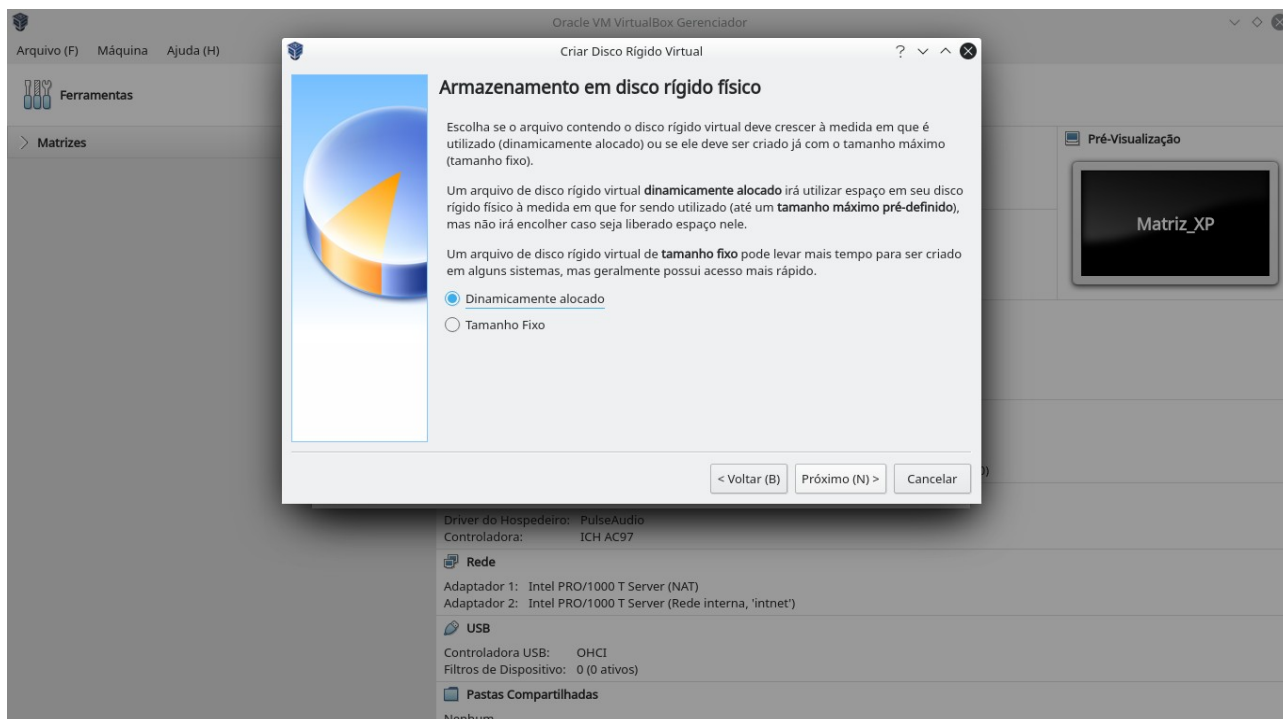 Oracle VM VirtualBox Gerenciador
Arquivo (F) Máquina Ajuda (H)
Criar Disco Rígido Virtual
Ferramentas
Matrizes
Armazenamento em disco rígido físico
Escolha se o arquivo contendo o disco rígido virtual deve crescer à medida em que é
utilizado (dinamicamente alocado) ou se ele deve ser criado já com o tamanho máximo
(tamanho fixo).
Um arquivo de disco rígido virtual dinamicamente alocado irá utilizar espaço em seu disco
rígido físico à medida em que for sendo utilizado (até um tamanho máximo pré-definido),
mas não irá encolher caso seja liberado espaço nele.
Um arquivo de disco rígido virtual de tamanho fixo pode levar mais tempo para ser criado
em alguns sistemas, mas geralmente possui acesso mais rápido.
Dinamicamente alocado
Tamanho Fixo
< Voltar (B) Próximo (N) > Cancelar
Pré-Visualização
Matriz_XP
Driver do Hospedeiro: PulseAudio
Controladora: ICH AC97
Rede
Adaptador 1: Intel PRO/1000 T Server (NAT)
Adaptador 2: Intel PRO/1000 T Server (Rede interna, 'intnet')
USB
Controladora USB: OHCI
Filtros de Dispositivo: 0 (0 ativos)
Pastas Compartilhadas
Nenhum